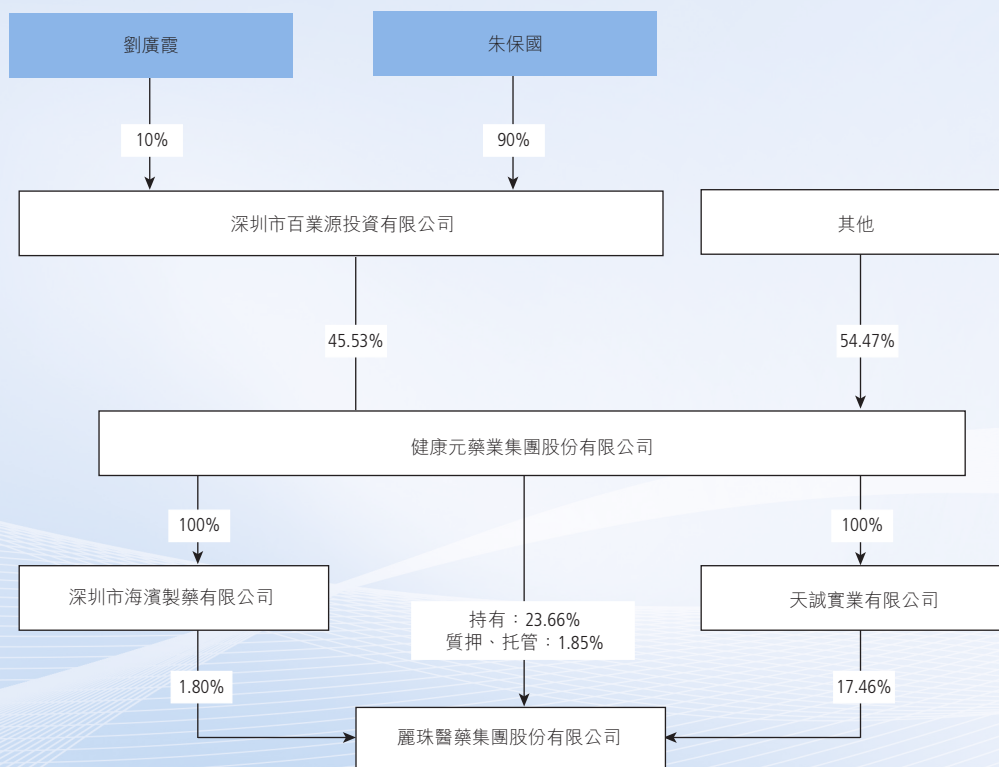 劉廣霞
朱保國
10%
90%
深圳市百業源投資有限公司
其他
45.53%
54.47%
健康元藥業集團股份有限公司
100%
100%
深圳市海濱製藥有限公司
持有：23.66%
質押、托管：1.85%
天誠實業有限公司
1.80%
17.46%
麗珠醫藥集團股份有限公司